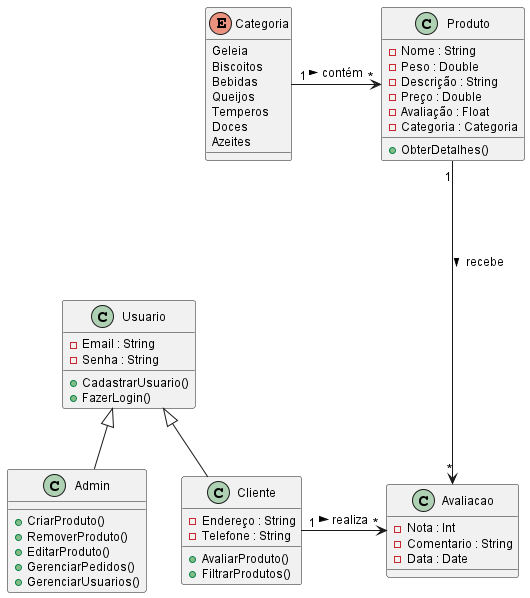 E Categoria
Geleia
Biscoitos
Bebidas
Queijos
Temperos
Doces
Azeites
1 contém *
C Produto
Nome : String
Peso : Double
Descrição : String
Preço : Double
Avaliação : Float
Categoria : Categoria
ObterDetalhes()
1
recebe
*
C Usuario
Email : String
Senha : String
CadastrarUsuario()
FazerLogin()
C Admin
CriarProduto()
RemoverProduto()
EditarProduto()
GerenciarPedidos()
GerenciarUsuarios()
C Cliente
Endereço : String
Telefone : String
AvaliarProduto()
FiltrarProdutos()
1 realiza *
C Avaliacao
Nota : Int
Comentario : String
Data : Date